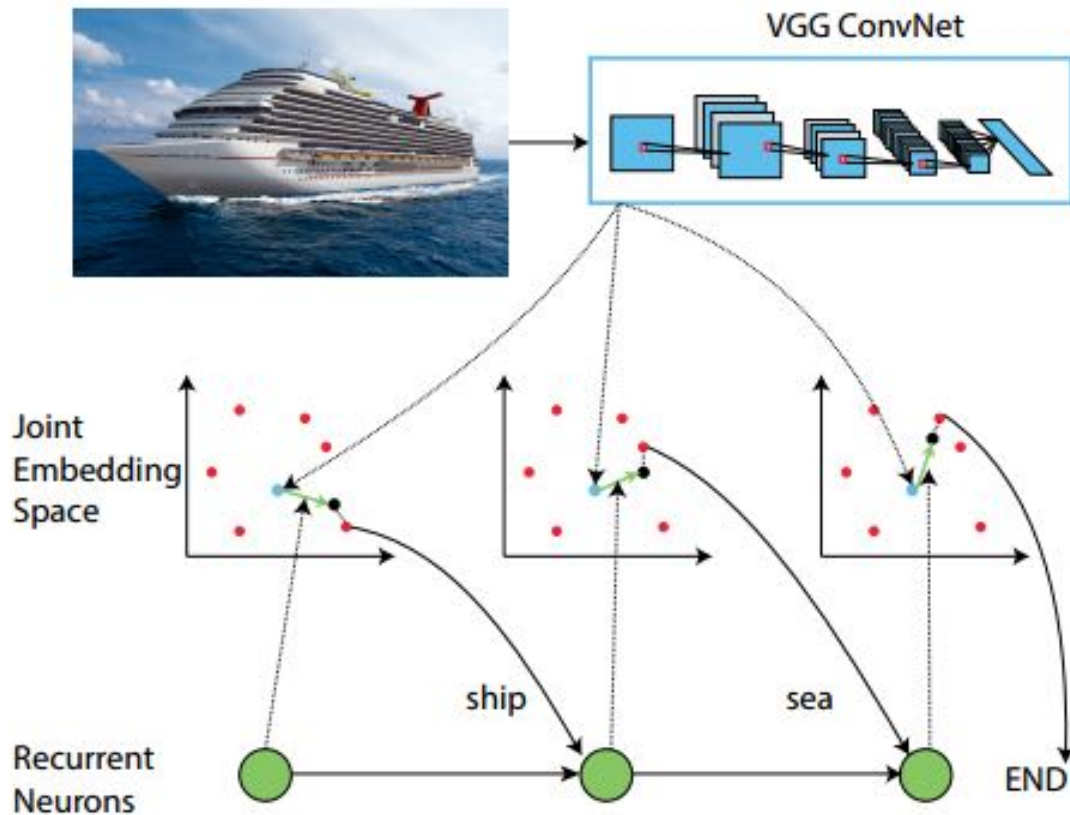 VGG ConvNet
Joint
Embedding
Space
ship
sea
Recurrent
Neurons
END